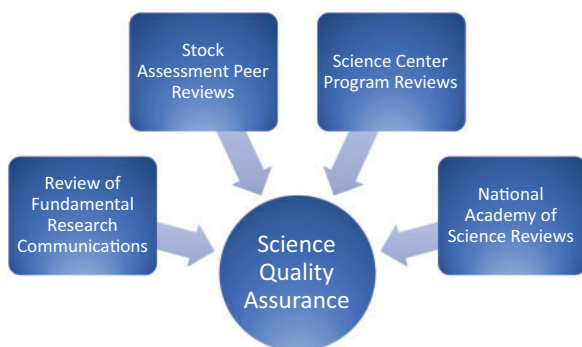 Stock
Assessment Peer
Reviews
Science Center
Program Reviews
Review of
Fundamental
Research
Communications
National
Academy of
Science Reviews
Science
Quality
Assurance